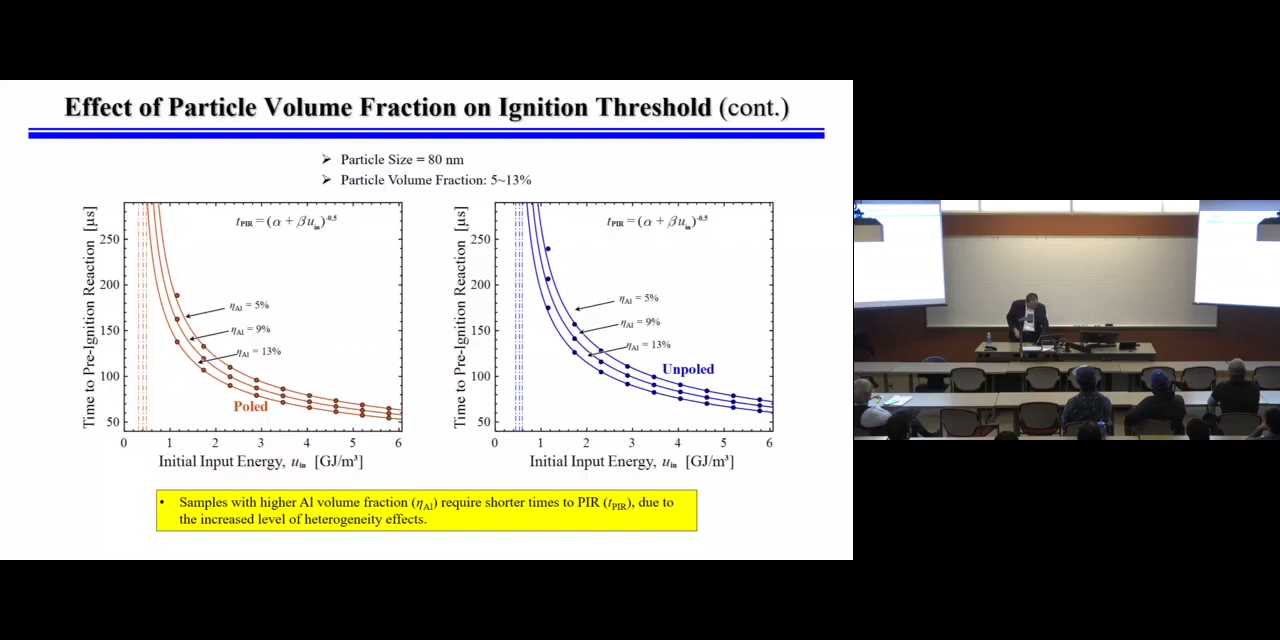 Effect of Particle Volume Fraction on Ignition Threshold (cont.)
➢ Particle Size = 80 nm
➢ Particle Volume Fraction: 5~13%
Time to Pre-Ignition Reaction [μs]
250
200
150
100
50
t_PIR = (α + βu_in)^-0.5
η_Al = 5%
η_Al = 9%
η_Al = 13%
Poled
0 1 2 3 4 5 6
Initial Input Energy, u_in [GJ/m³]
Time to Pre-Ignition Reaction [μs]
250
200
150
100
50
t_PIR = (α + βu_in)^-0.5
η_Al = 5%
η_Al = 9%
η_Al = 13%
Unpoled
0 1 2 3 4 5 6
Initial Input Energy, u_in [GJ/m³]
• Samples with higher Al volume fraction (η_Al) require shorter times to PIR (t_PIR), due to
the increased level of heterogeneity effects.